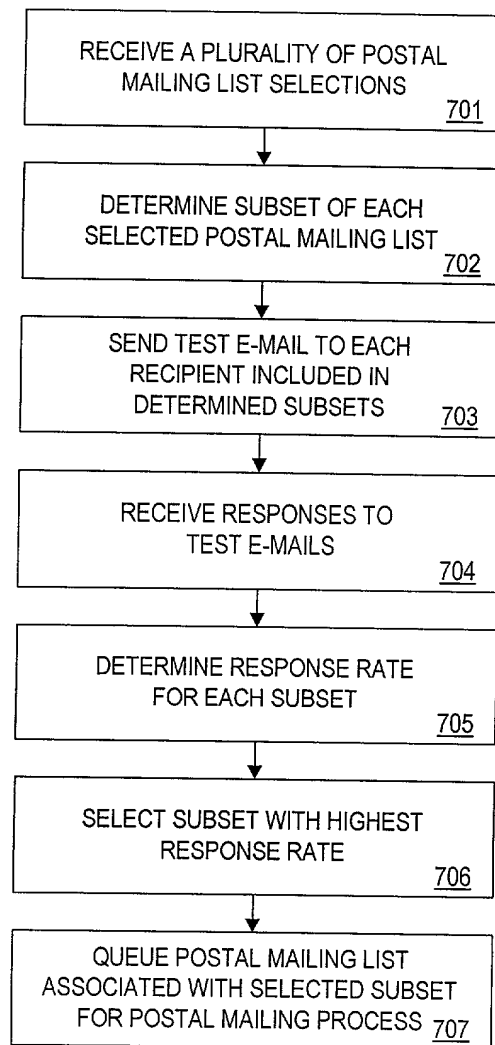 RECEIVE A PLURALITY OF POSTAL
MAILING LIST SELECTIONS
701
DETERMINE SUBSET OF EACH
SELECTED POSTAL MAILING LIST
702
SEND TEST E-MAIL TO EACH
RECIPIENT INCLUDED IN
DETERMINED SUBSETS
703
RECEIVE RESPONSES TO
TEST E-MAILS
704
DETERMINE RESPONSE RATE
FOR EACH SUBSET
705
SELECT SUBSET WITH HIGHEST
RESPONSE RATE
706
QUEUE POSTAL MAILING LIST
ASSOCIATED WITH SELECTED SUBSET
FOR POSTAL MAILING PROCESS 707